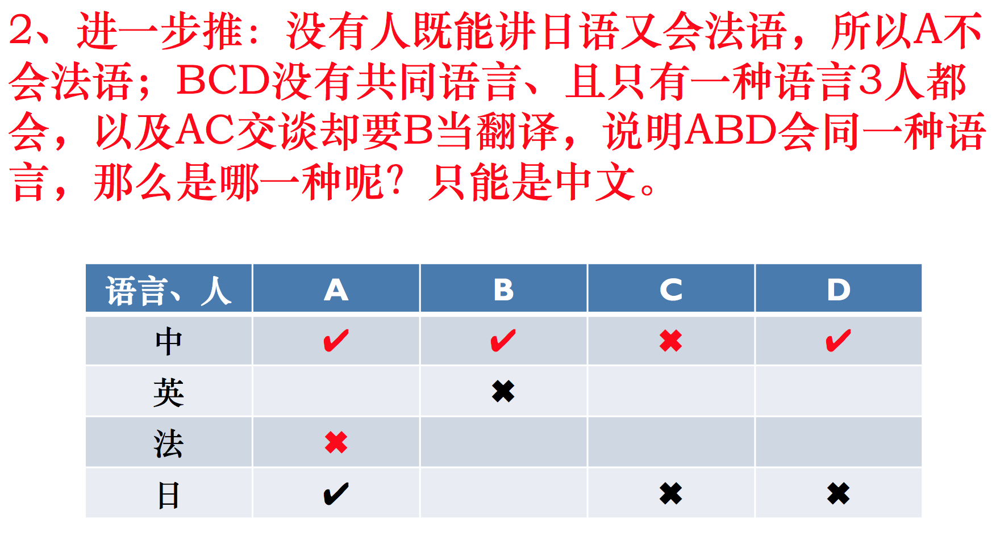 2、进一步推：没有人既能讲日语又会法语，所以A不
会法语；BCD没有共同语言、且只有一种语言3人都
会，以及AC交谈却要B当翻译，说明ABD会同一种语
言，那么是哪一种呢？只能是中文。
语言、人 A B C D
中 ✔ ✔ ✖ ✔
英 ✖
法 ✖
日 ✔ ✖ ✖